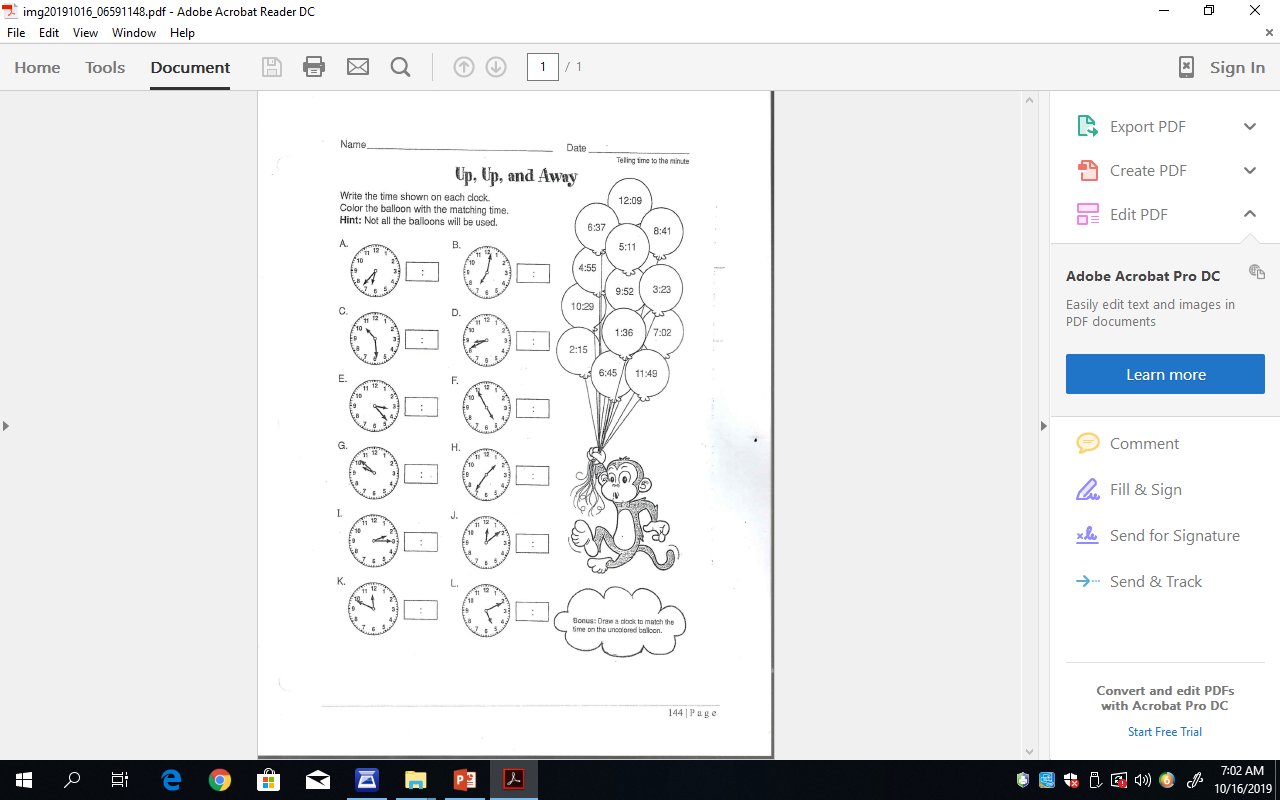 img20191016_06591148.pdf - Adobe Acrobat Reader DC
File Edit View Window Help
Home Tools Document 1 / 1 Sign In
Name Date
Telling time to the minute
Up, Up, and Away
Write the time shown on each clock.
Color the balloon with the matching time.
Hint: Not all the balloons will be used.
12:09
6:37
8:41
5:11
4:55
9:52
3:23
10:29
1:36
7:02
2:15
6:45
11:49
A. B.
C. D.
E. F.
G. H.
I. J.
K. L.
Bonus: Draw a clock to match the
time on the uncolored balloon.
144 | Page
Export PDF
Create PDF
Edit PDF
Adobe Acrobat Pro DC
Easily edit text and images in
PDF documents
Learn more
Comment
Fill & Sign
Send for Signature
Send & Track
Convert and edit PDFs
with Acrobat Pro DC
Start Free Trial
7:02 AM
10/16/2019